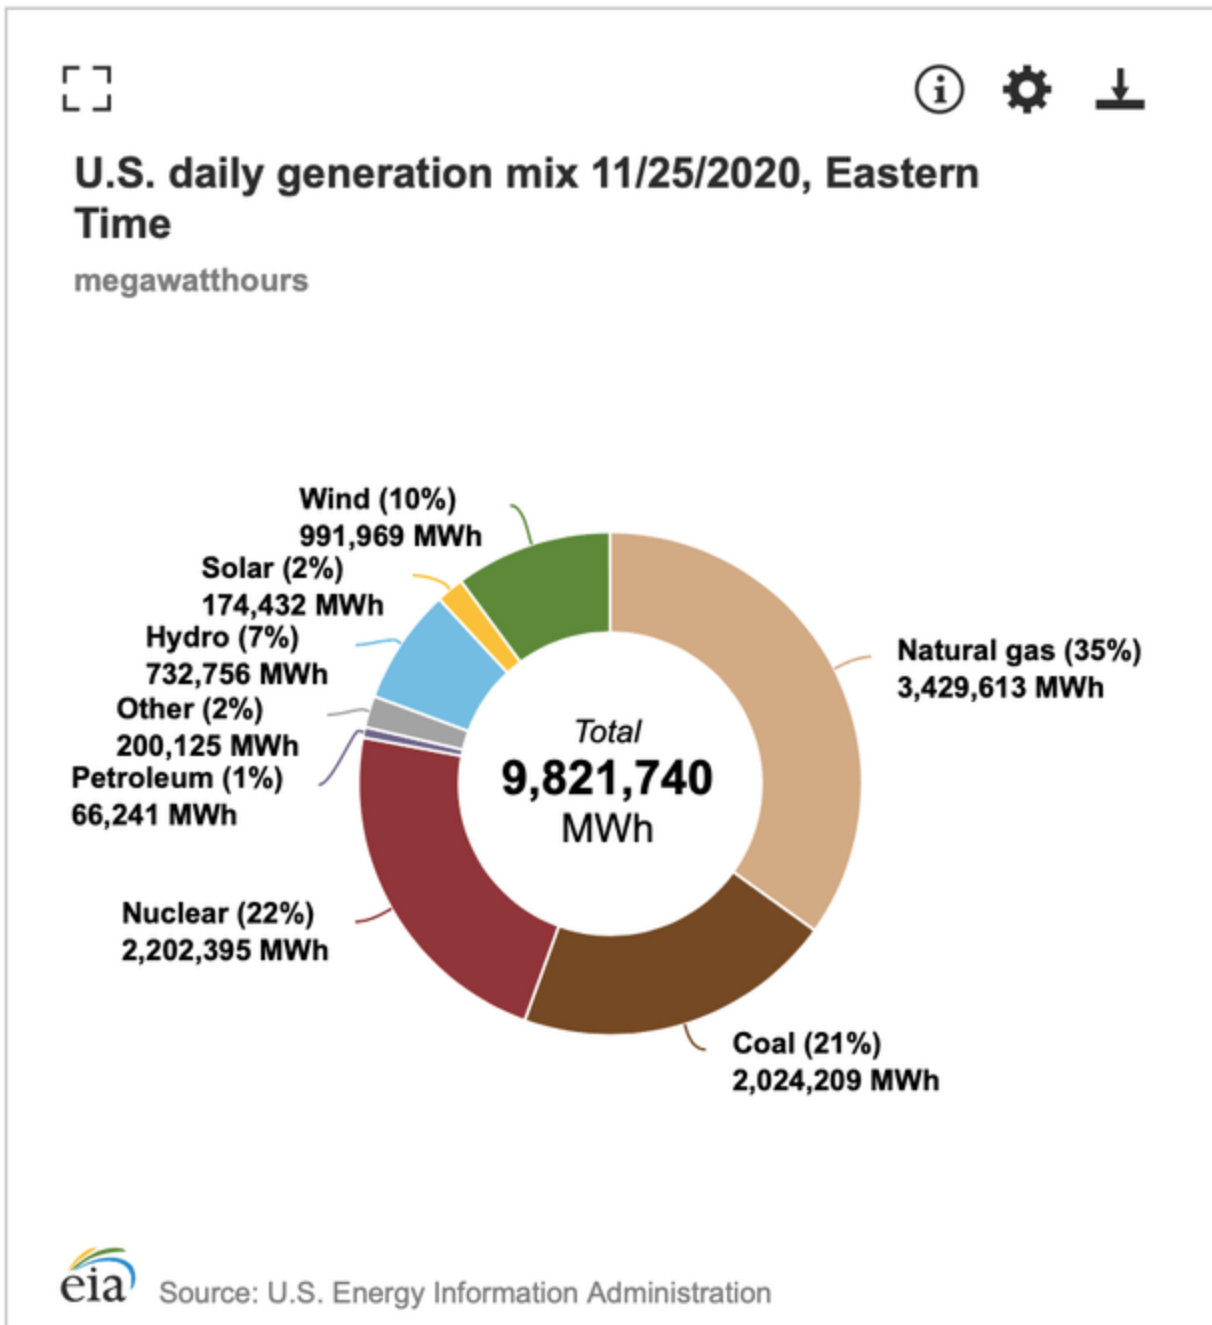 U.S. daily generation mix 11/25/2020, Eastern
Time
megawatthours
Wind (10%)
991,969 MWh
Solar (2%)
174,432 MWh
Hydro (7%)
732,756 MWh
Other (2%)
200,125 MWh
Petroleum (1%)
66,241 MWh
Nuclear (22%)
2,202,395 MWh
Total
9,821,740
MWh
Natural gas (35%)
3,429,613 MWh
Coal (21%)
2,024,209 MWh
eia
Source: U.S. Energy Information Administration